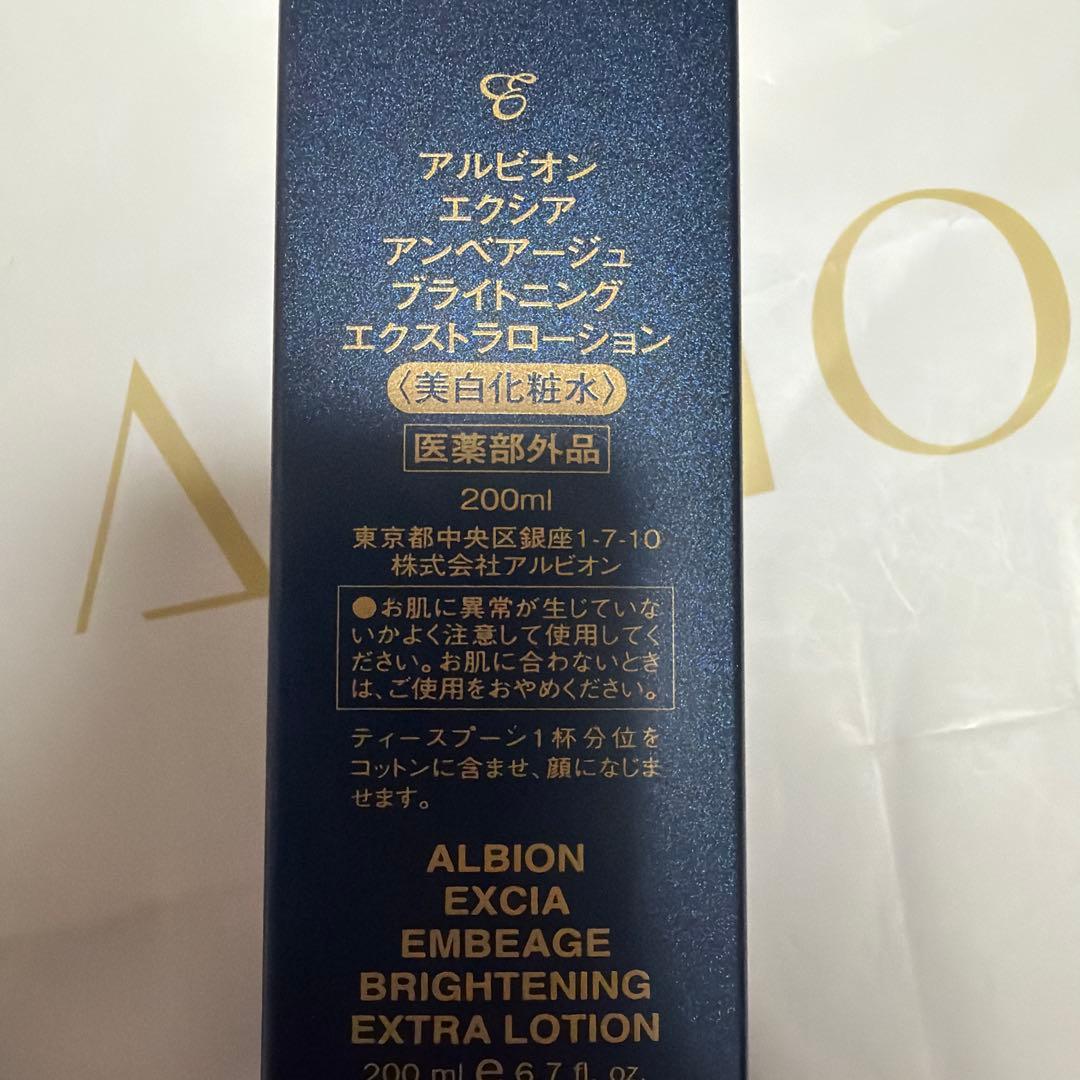 アルビオン
エクシア
アンベアージュ
ブライトニング
エクストラローション
〈美白化粧水〉
医薬部外品
200ml
東京都中央区銀座1-7-10
株式会社アルビオン
●お肌に異常が生じていな
いかよく注意して使用してく
ださい。お肌に合わないとき
は、ご使用をおやめください。
ティースプーン1杯分位を
コットンに含ませ、顔になじま
せます。
ALBION
EXCIA
EMBEAGE
BRIGHTENING
EXTRA LOTION
200 ml e 6.7 fl. oz.